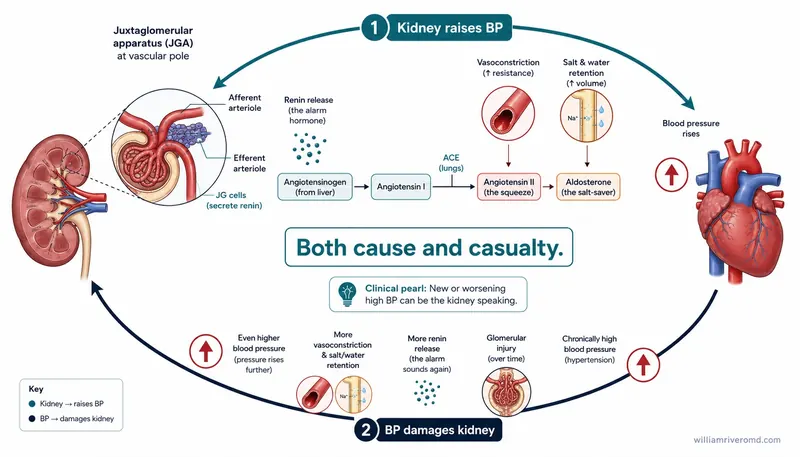 1 Kidney raises BP
Juxtaglomerular
apparatus (JGA)
at vascular pole
Afferent
arteriole
Efferent
arteriole
JG cells
(secrete renin)
Renin release
(the alarm
hormone)
Vasoconstriction
(↑ resistance)
Salt & water
retention
(↑ volume)
Na⁺
Blood pressure
rises
ACE
(lungs)
Angiotensinogen
(from liver)
Angiotensin I
Angiotensin II
(the squeeze)
Aldosterone
(the salt-saver)
Both cause and casualty.
Clinical pearl: New or worsening
high BP can be the kidney speaking.
Even higher
blood pressure
(pressure rises
further)
More
vasoconstriction
& salt/water
retention
Na⁺
More renin
release
(the alarm
sounds again)
Glomerular
injury
(over time)
Chronically high
blood pressure
(hypertension)
Key
Kidney → raises BP
BP → damages kidney
2 BP damages kidney
williamriveromd.com